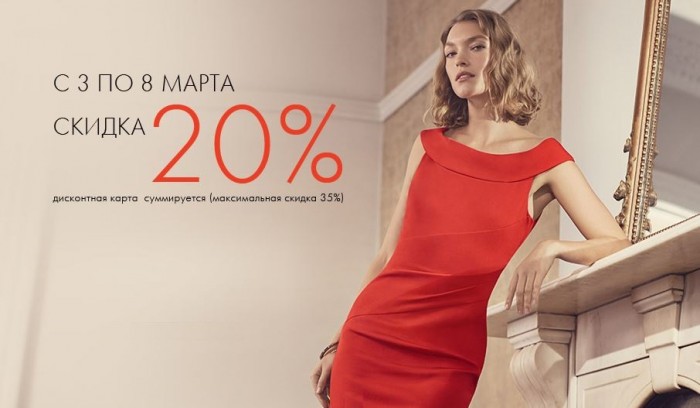 С 3 ПО 8 МАРТА
СКИДКА 20%
дисконтная карта суммируется (максимальная скидка 35%)